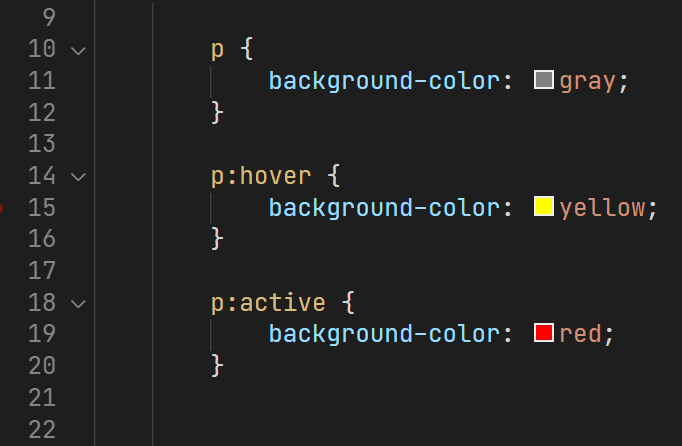 9
10 p {
11 background-color: gray;
12 }
13
14 p:hover {
15 background-color: yellow;
16 }
17
18 p:active {
19 background-color: red;
20 }
21
22